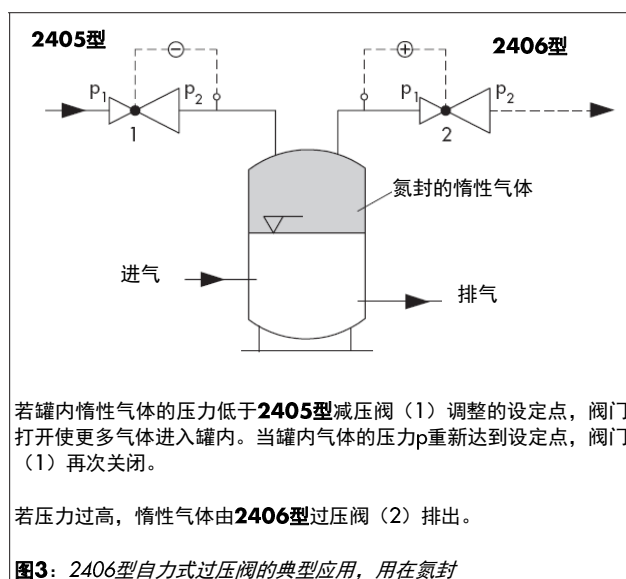 2405型
2406型
p1
p2
p1
p2
1
2
氮封的惰性气体
进气
排气
若罐内惰性气体的压力低于2405型减压阀（1）调整的设定点，阀门
打开使更多气体进入罐内。当罐内气体的压力p重新达到设定点，阀门
（1）再次关闭。
若压力过高，惰性气体由2406型过压阀（2）排出。
图3：2406型自力式过压阀的典型应用，用在氮封